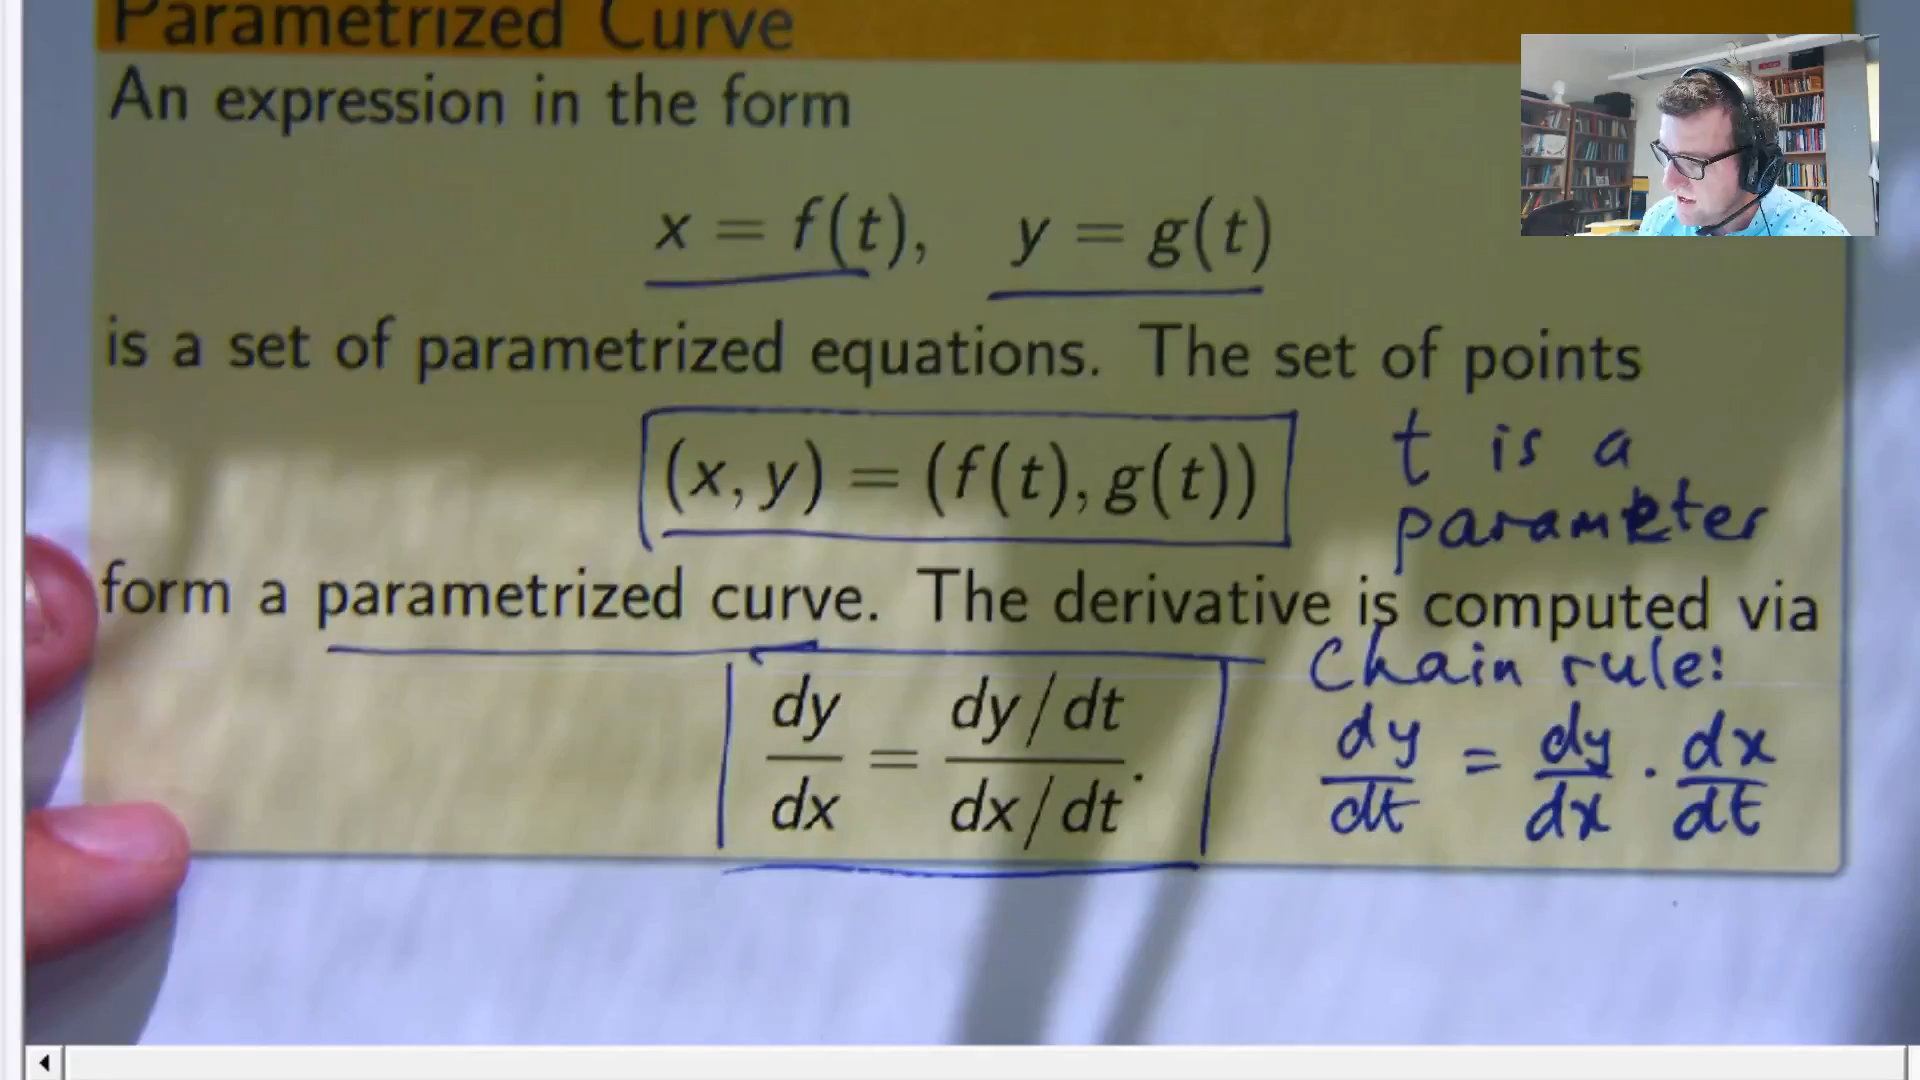 Parametrized Curve
An expression in the form
x = f(t), y = g(t)
is a set of parametrized equations. The set of points
(x, y) = (f(t), g(t))
t is a
parameter
form a parametrized curve. The derivative is computed via
Chain rule:
dy/dx = (dy/dt)/(dx/dt).
dy/dt = dy/dx · dx/dt